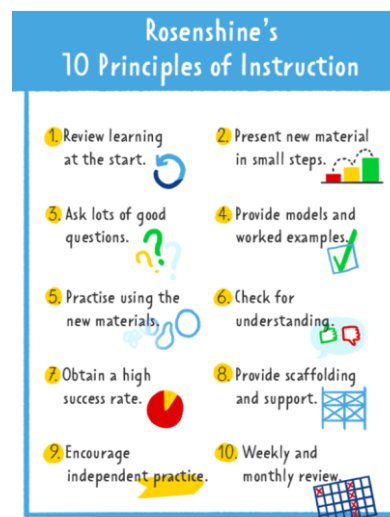 Rosenshine's
10 Principles of Instruction
1. Review learning
at the start.
2. Present new material
in small steps.
3. Ask lots of good
questions.
4. Provide models and
worked examples.
5. Practise using the
new materials.
6. Check for
understanding.
7. Obtain a high
success rate.
8. Provide scaffolding
and support.
9. Encourage
independent practice.
10. Weekly and
monthly review.